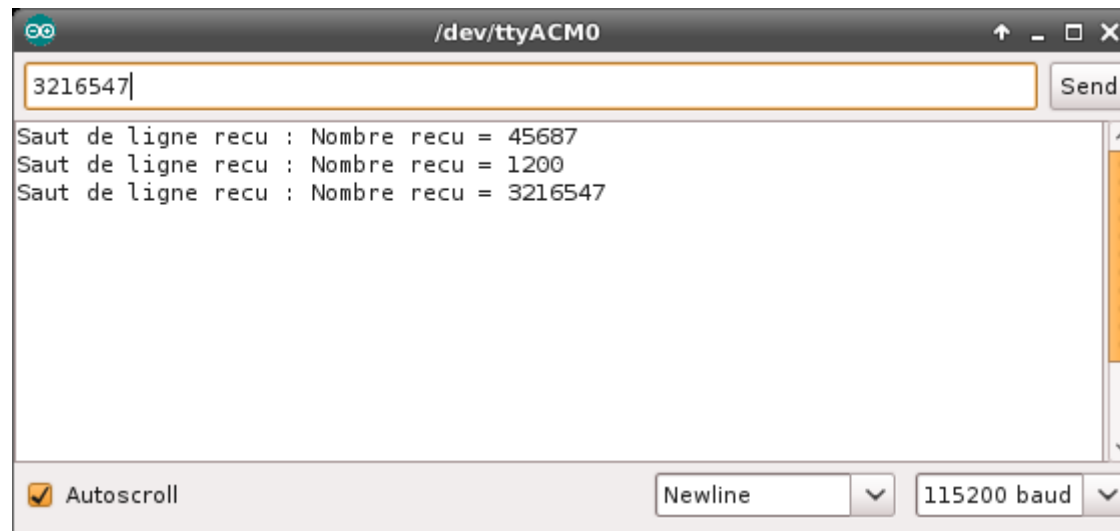 /dev/ttyACM0
3216547
Send
Saut de ligne recu : Nombre recu = 45687
Saut de ligne recu : Nombre recu = 1200
Saut de ligne recu : Nombre recu = 3216547
Autoscroll
Newline
115200 baud